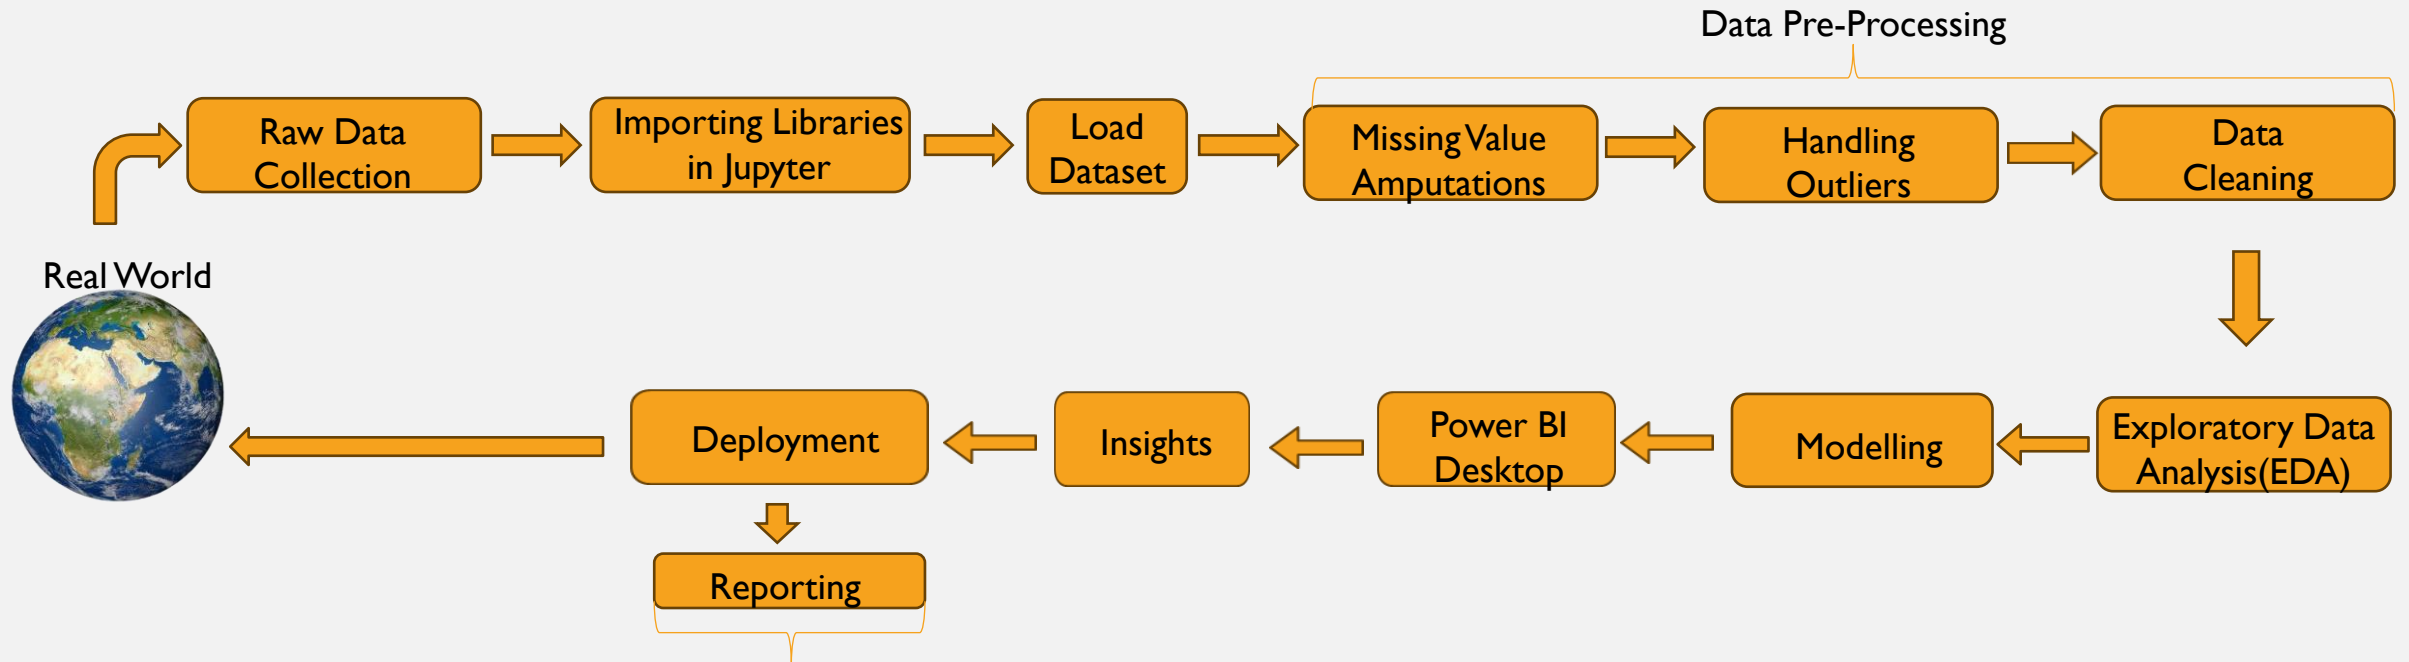 Data Pre-Processing
Raw Data
Collection
Importing Libraries
in Jupyter
Load
Dataset
Missing Value
Amputations
Handling
Outliers
Data
Cleaning
Real World
Deployment
Insights
Power BI
Desktop
Modelling
Exploratory Data
Analysis(EDA)
Reporting